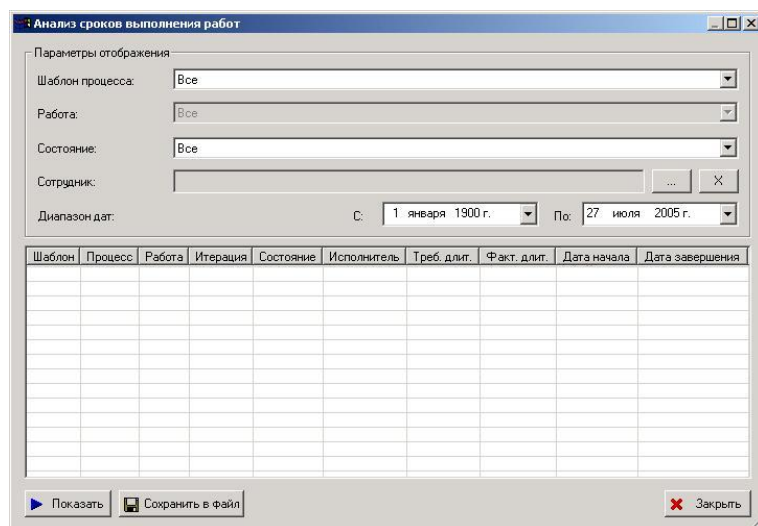 Анализ сроков выполнения работ
Параметры отображения
Шаблон процесса: Все
Работа: Все
Состояние: Все
Сотрудник: ... X
Диапазон дат: С: 1 января 1900 г. По: 27 июля 2005 г.
Шаблон Процесс Работа Итерация Состояние Исполнитель Треб. длит. Факт. длит. Дата начала Дата завершения
Показать Сохранить в файл Закрыть